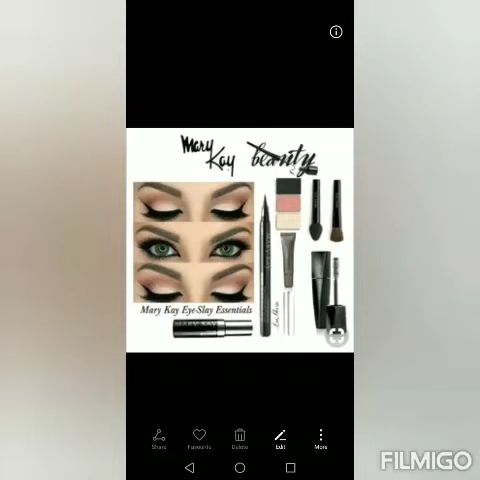 Mary
Kay beauty
Mary Kay Eye-Slay Essentials
Share Favourite Delete Edit More
FILMIGO